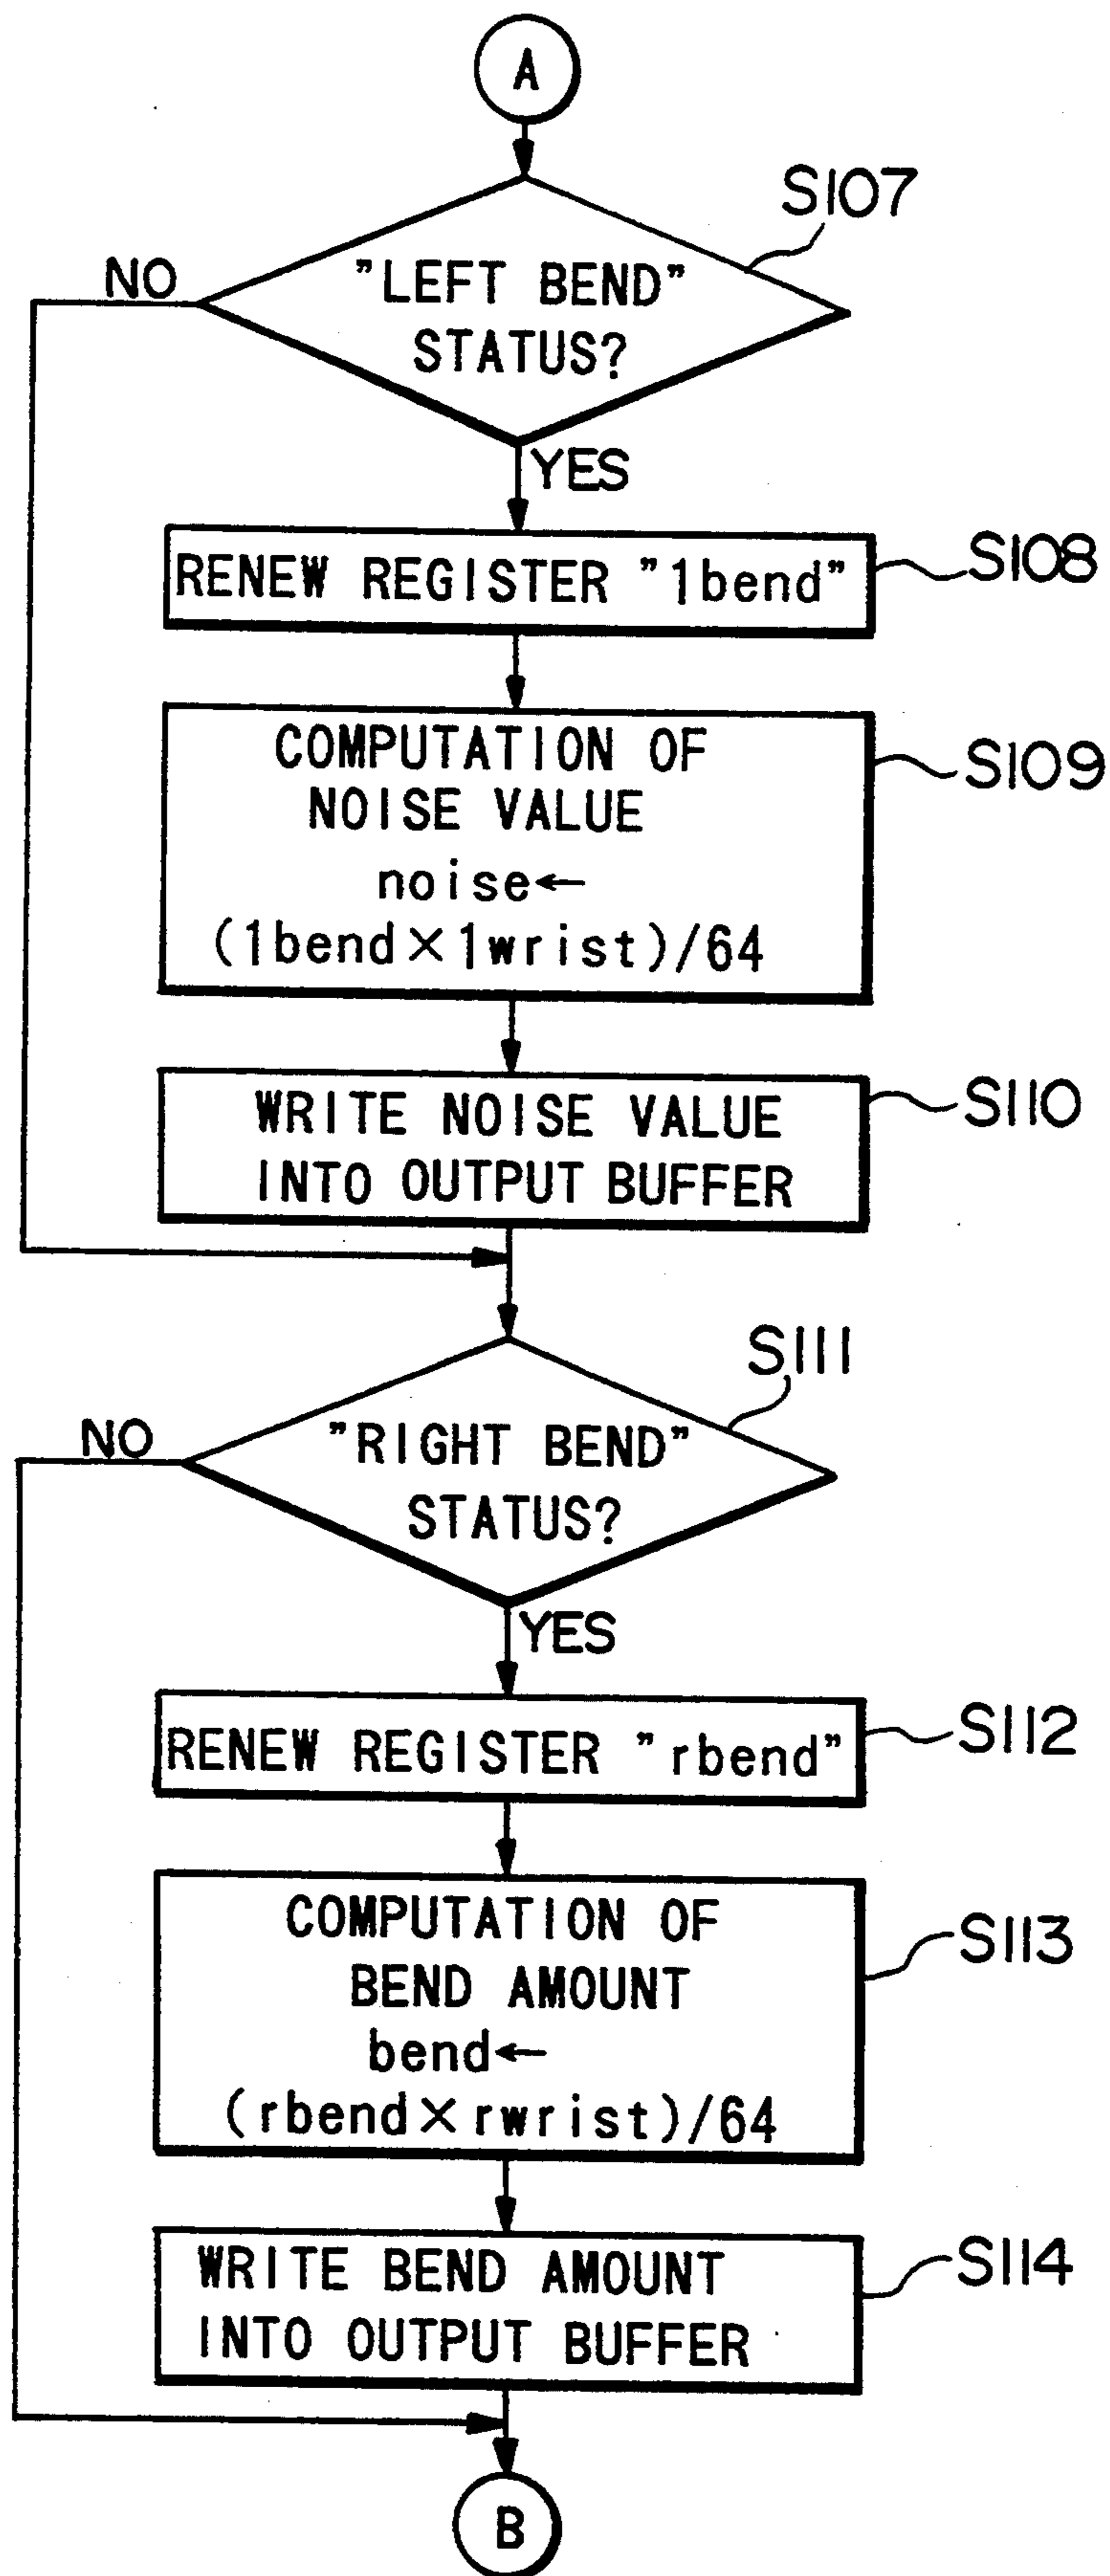 A
S107
NO
"LEFT BEND"
STATUS?
YES
RENEW REGISTER "1bend"
S108
COMPUTATION OF
NOISE VALUE
noise←
(1bend×1wrist)/64
S109
WRITE NOISE VALUE
INTO OUTPUT BUFFER
S110
S111
NO
"RIGHT BEND"
STATUS?
YES
RENEW REGISTER "rbend"
S112
COMPUTATION OF
BEND AMOUNT
bend←
(rbend×rwrist)/64
S113
WRITE BEND AMOUNT
INTO OUTPUT BUFFER
S114
B